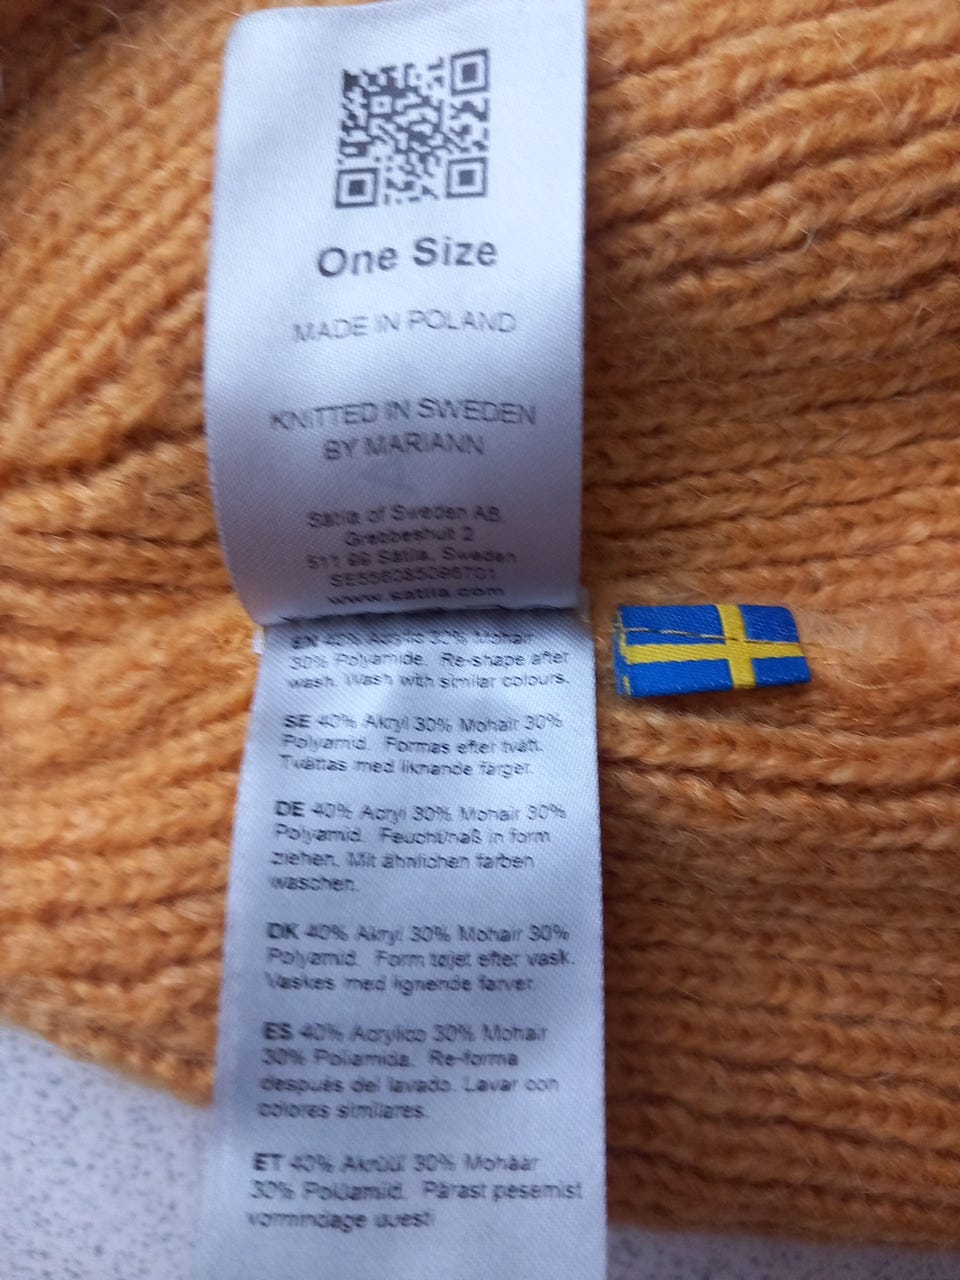 One Size
MADE IN POLAND
KNITTED IN SWEDEN
BY MARIANN
Sätila of Sweden AB
Grebbeshult 2
511 99 Sätila, Sweden
SE556085096701
www.satila.com
EN 40% Acrylic 30% Mohair
30% Polyamide. Re-shape after
wash. Wash with similar colours.
SE 40% Akryl 30% Mohair 30%
Polyamid. Formas efter tvätt.
Tvättas med liknande färger.
DE 40% Acryl 30% Mohair 30%
Polyamid. Feucht/naß in form
ziehen. Mit ähnlichen farben
waschen.
DK 40% Akryl 30% Mohair 30%
Polyamid. Form tøjet efter vask.
Vaskes med lignende farver.
ES 40% Acrylico 30% Mohair
30% Poliamida. Re-forma
después del lavado. Lavar con
colores similares.
ET 40% Akrüül 30% Mohäär
30% Polüamiid. Pärast pesemist
vormindage uuesti